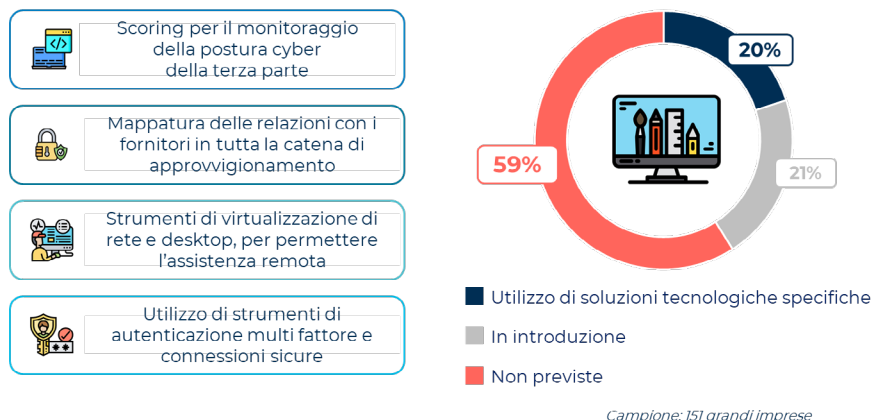 Scoring per il monitoraggio
della postura cyber
della terza parte
Mappatura delle relazioni con i
fornitori in tutta la catena di
approvvigionamento
Strumenti di virtualizzazione di
rete e desktop, per permettere
l'assistenza remota
Utilizzo di strumenti di
autenticazione multi fattore e
connessioni sicure
20%
59%
21%
Utilizzo di soluzioni tecnologiche specifiche
In introduzione
Non previste
Campione: 151 grandi imprese